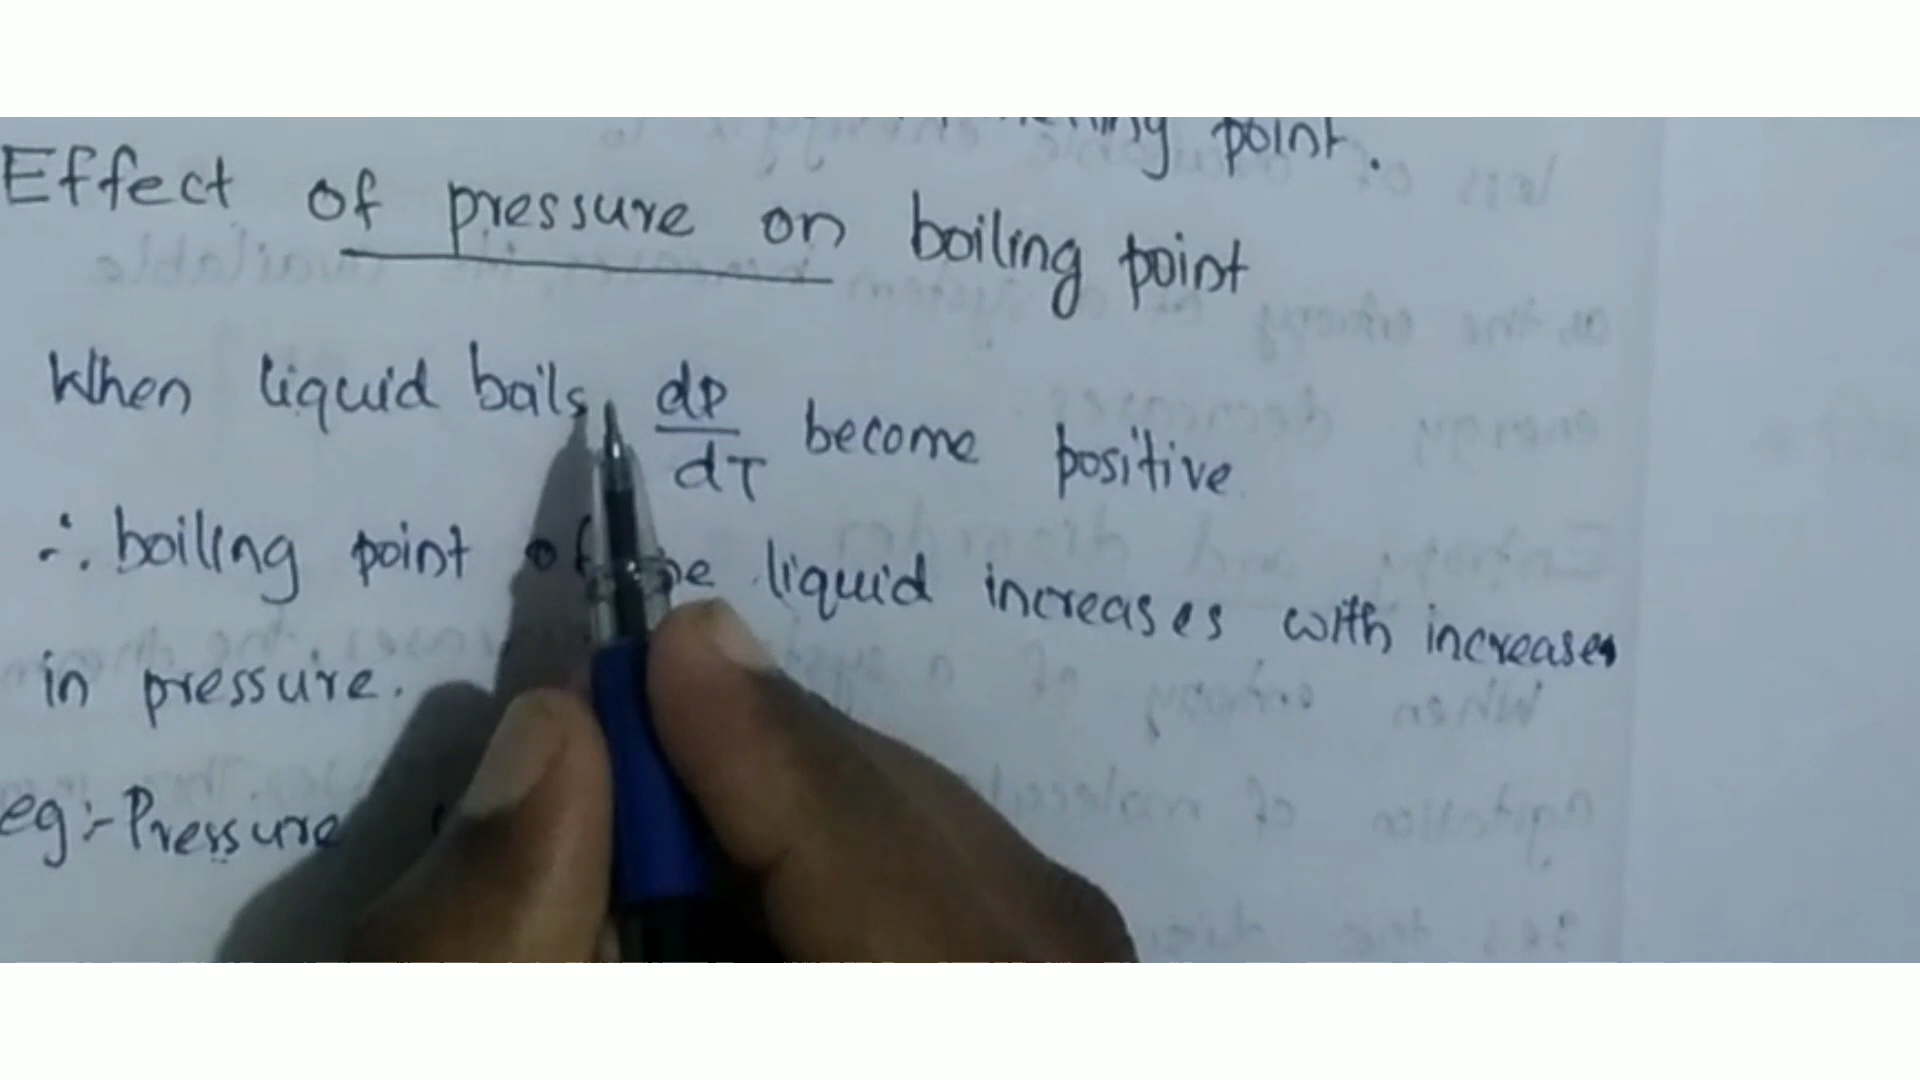 point.
Effect of pressure on boiling point
When liquid boils dP/dT become positive
∴ boiling point of liquid increases with increases
in pressure.
eg:- Pressure